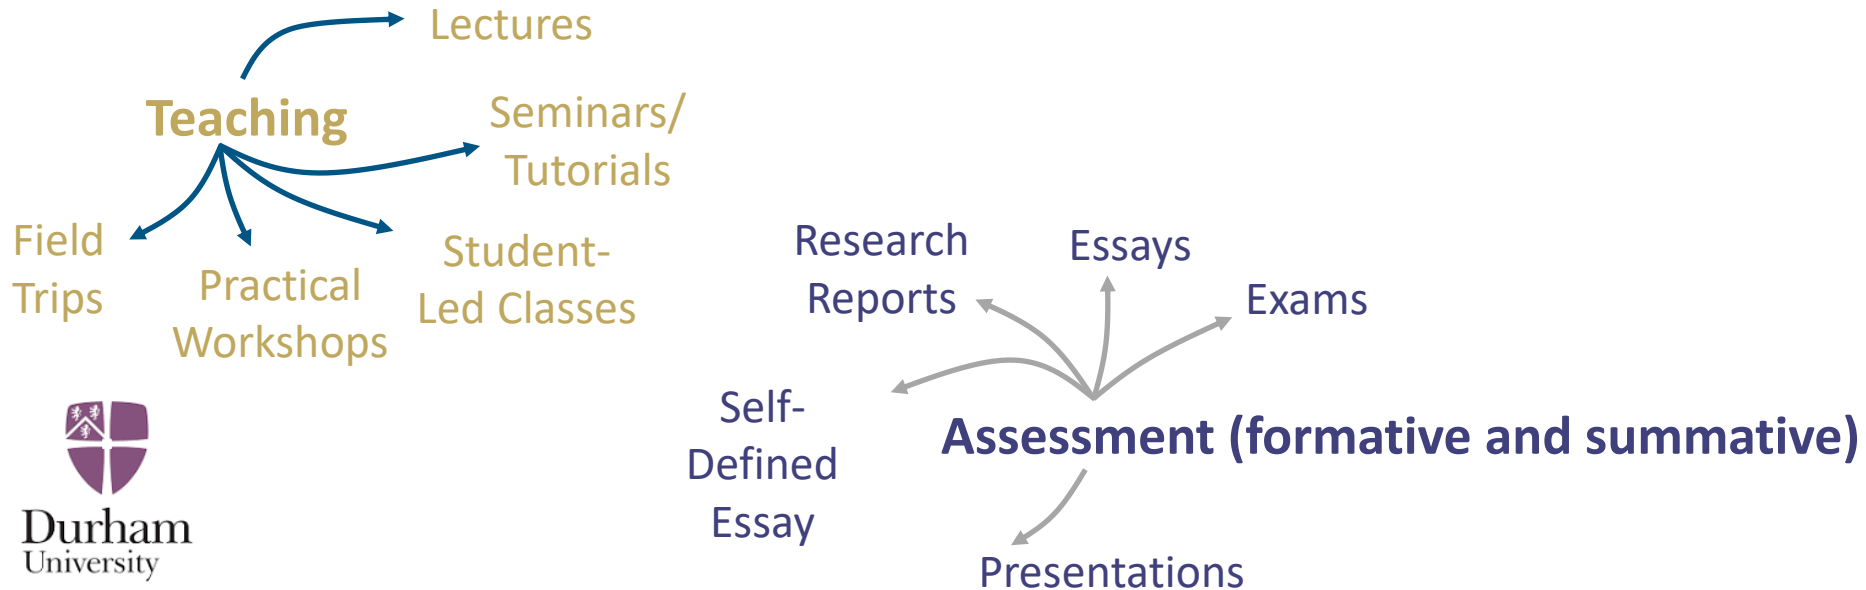 Lectures
Teaching
Seminars/
Tutorials
Field
Trips
Practical
Workshops
Student-
Led Classes
Research
Reports
Essays
Exams
Self-
Defined
Essay
Assessment (formative and summative)
Presentations
Durham
University